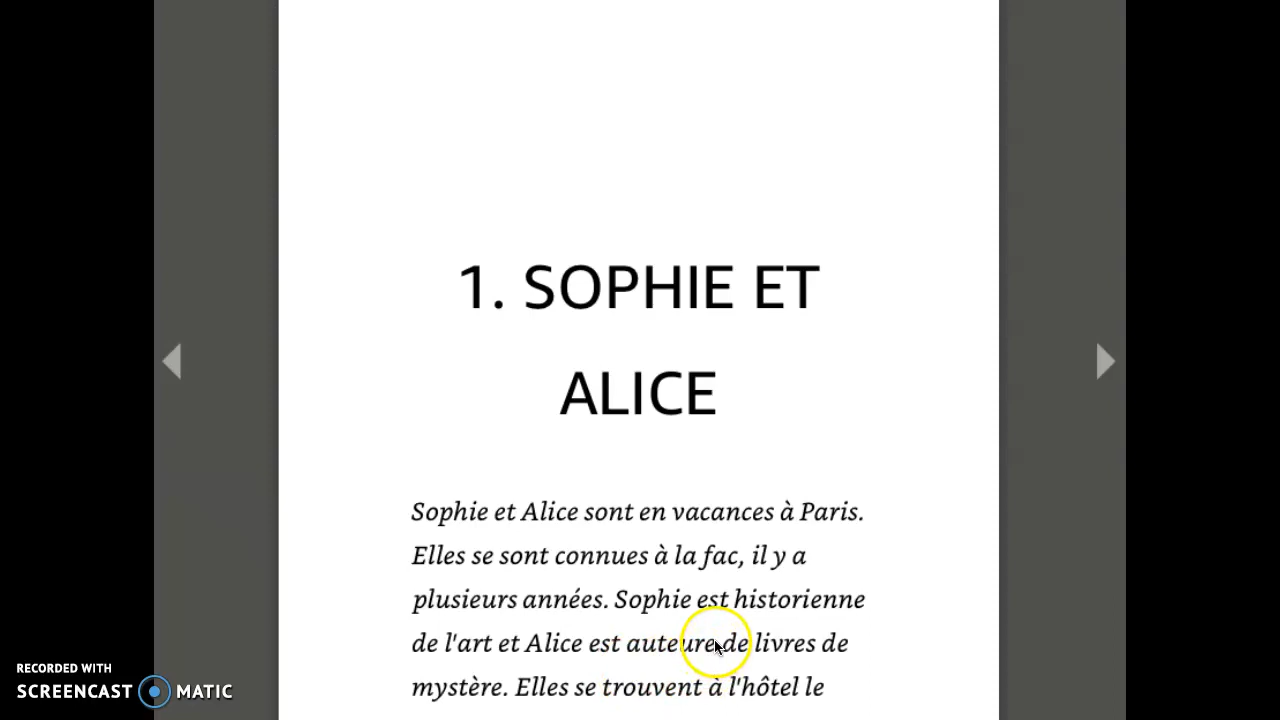 1. SOPHIE ET
ALICE
Sophie et Alice sont en vacances à Paris.
Elles se sont connues à la fac, il y a
plusieurs années. Sophie est historienne
de l'art et Alice est auteure de livres de
mystère. Elles se trouvent à l'hôtel le
RECORDED WITH
SCREENCAST MATIC